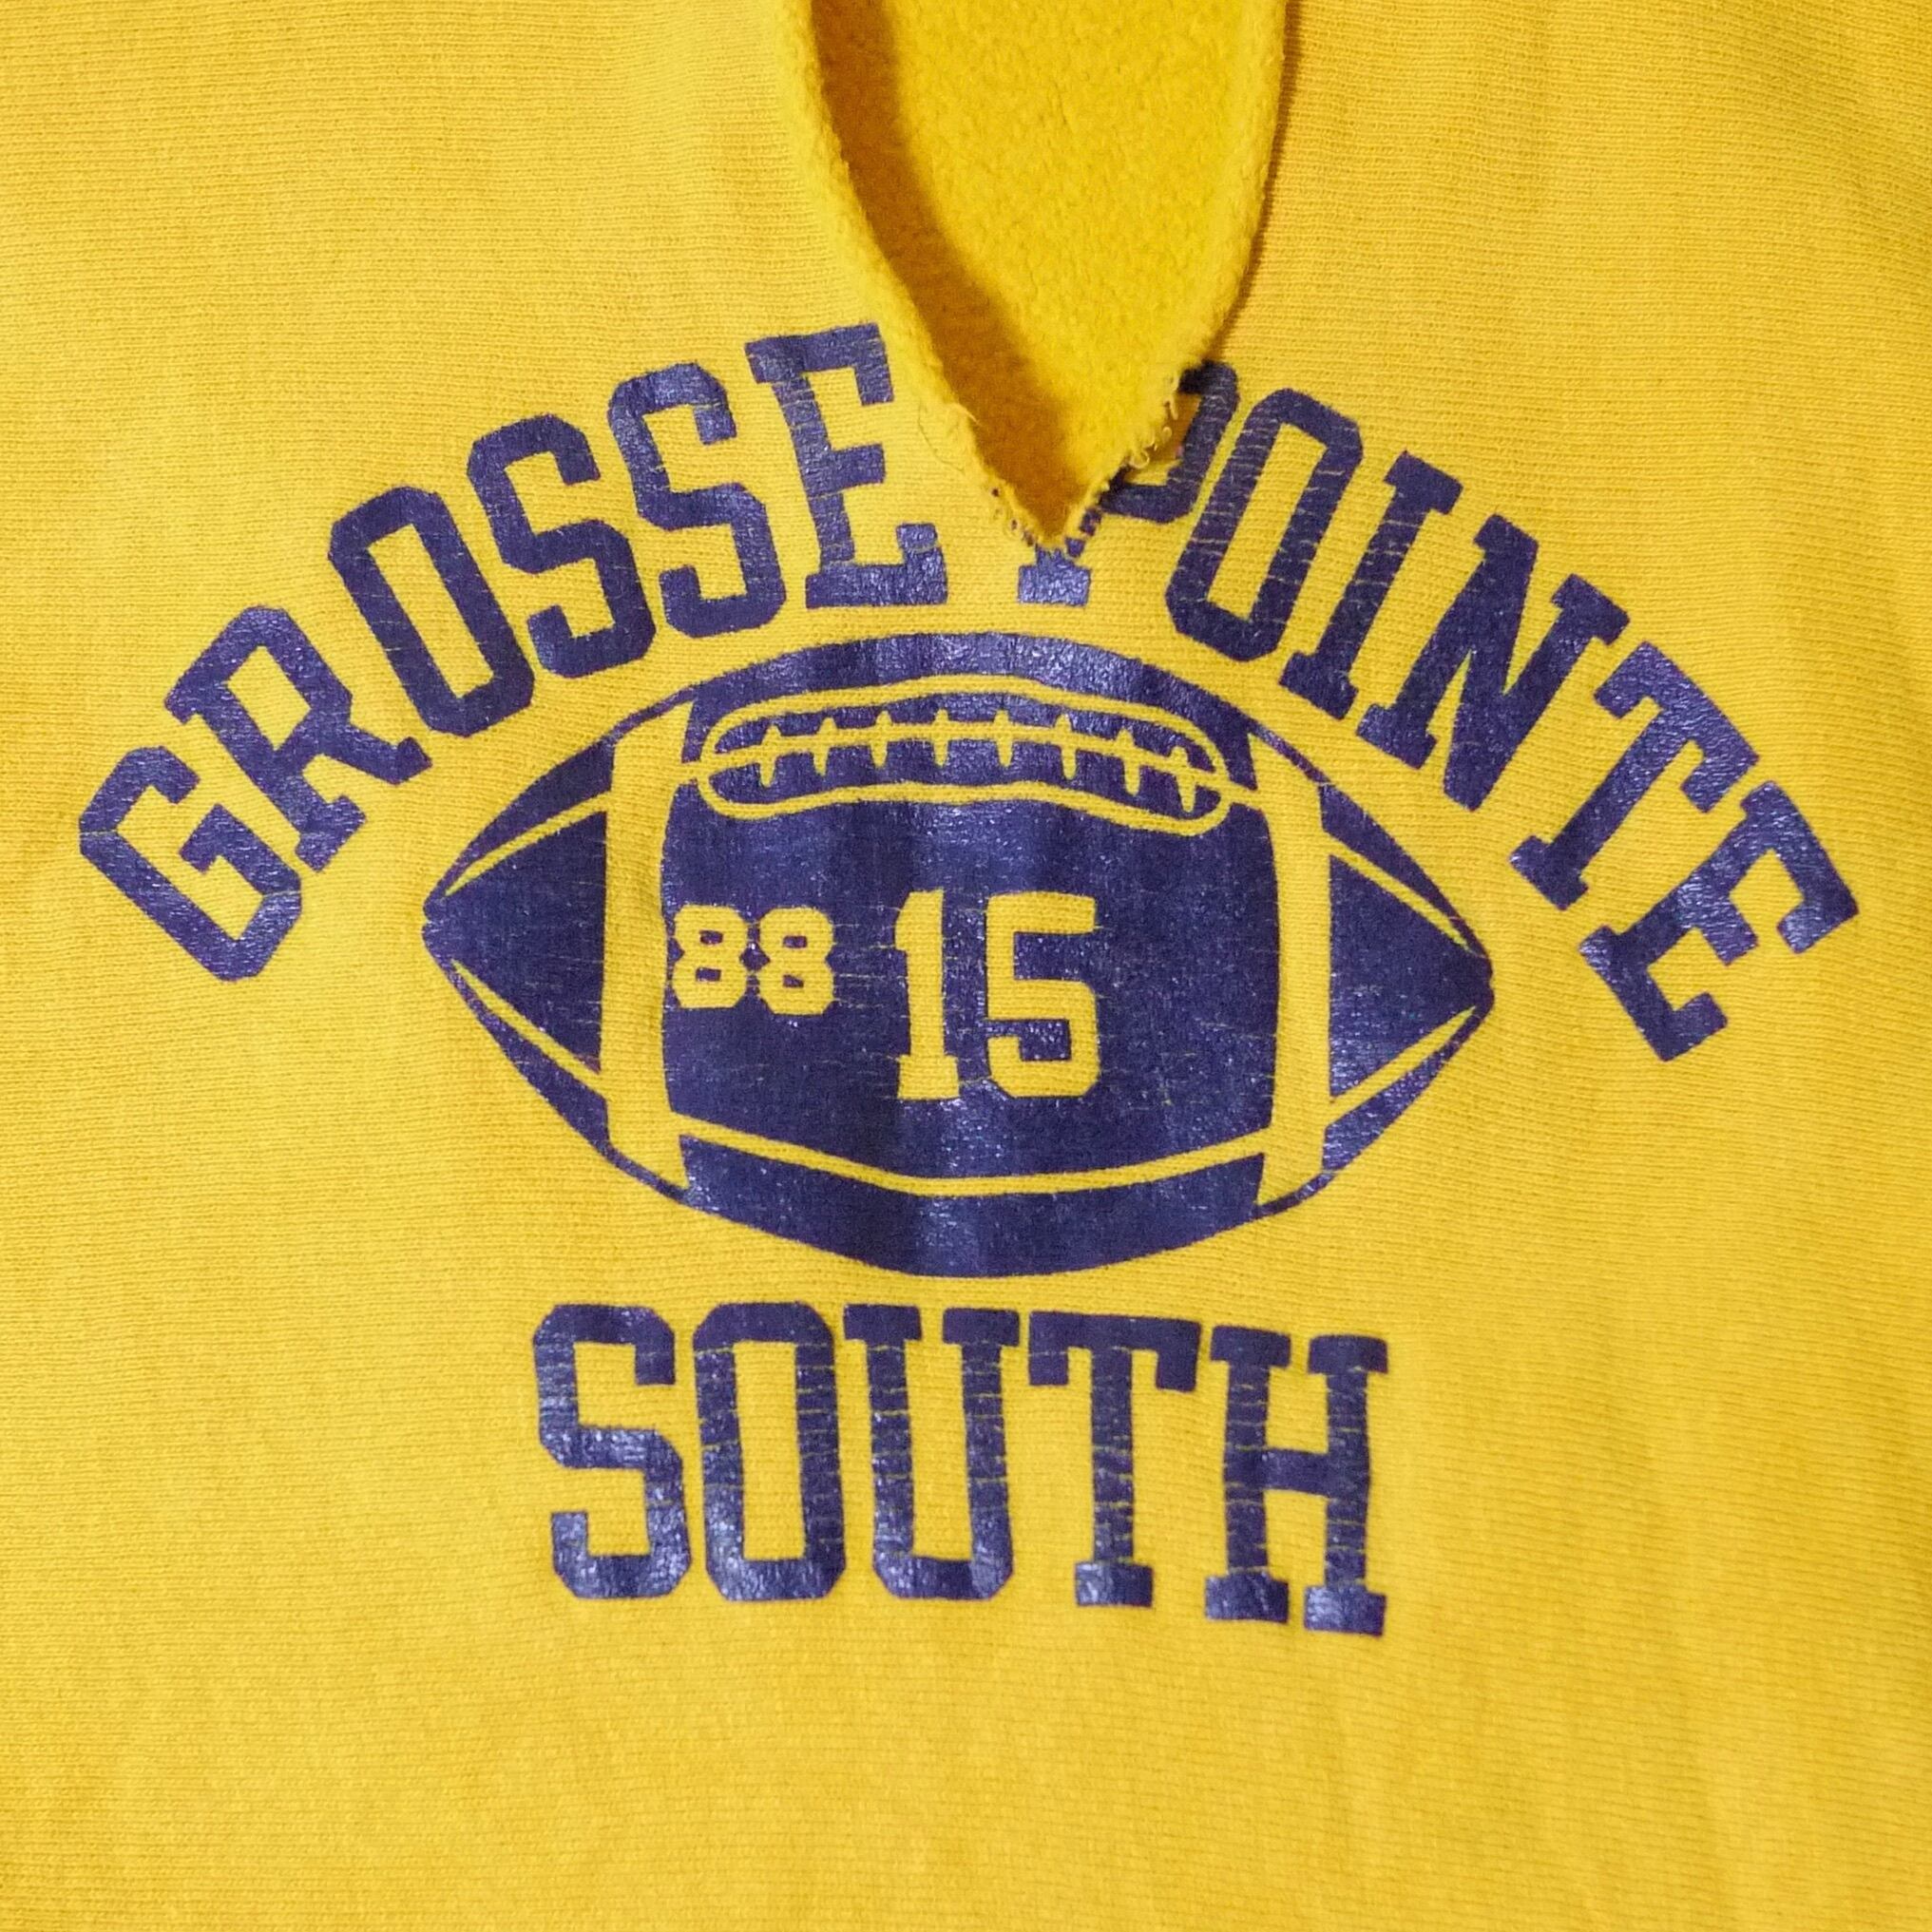 GROSSE POINTE
88 15
SOUTH